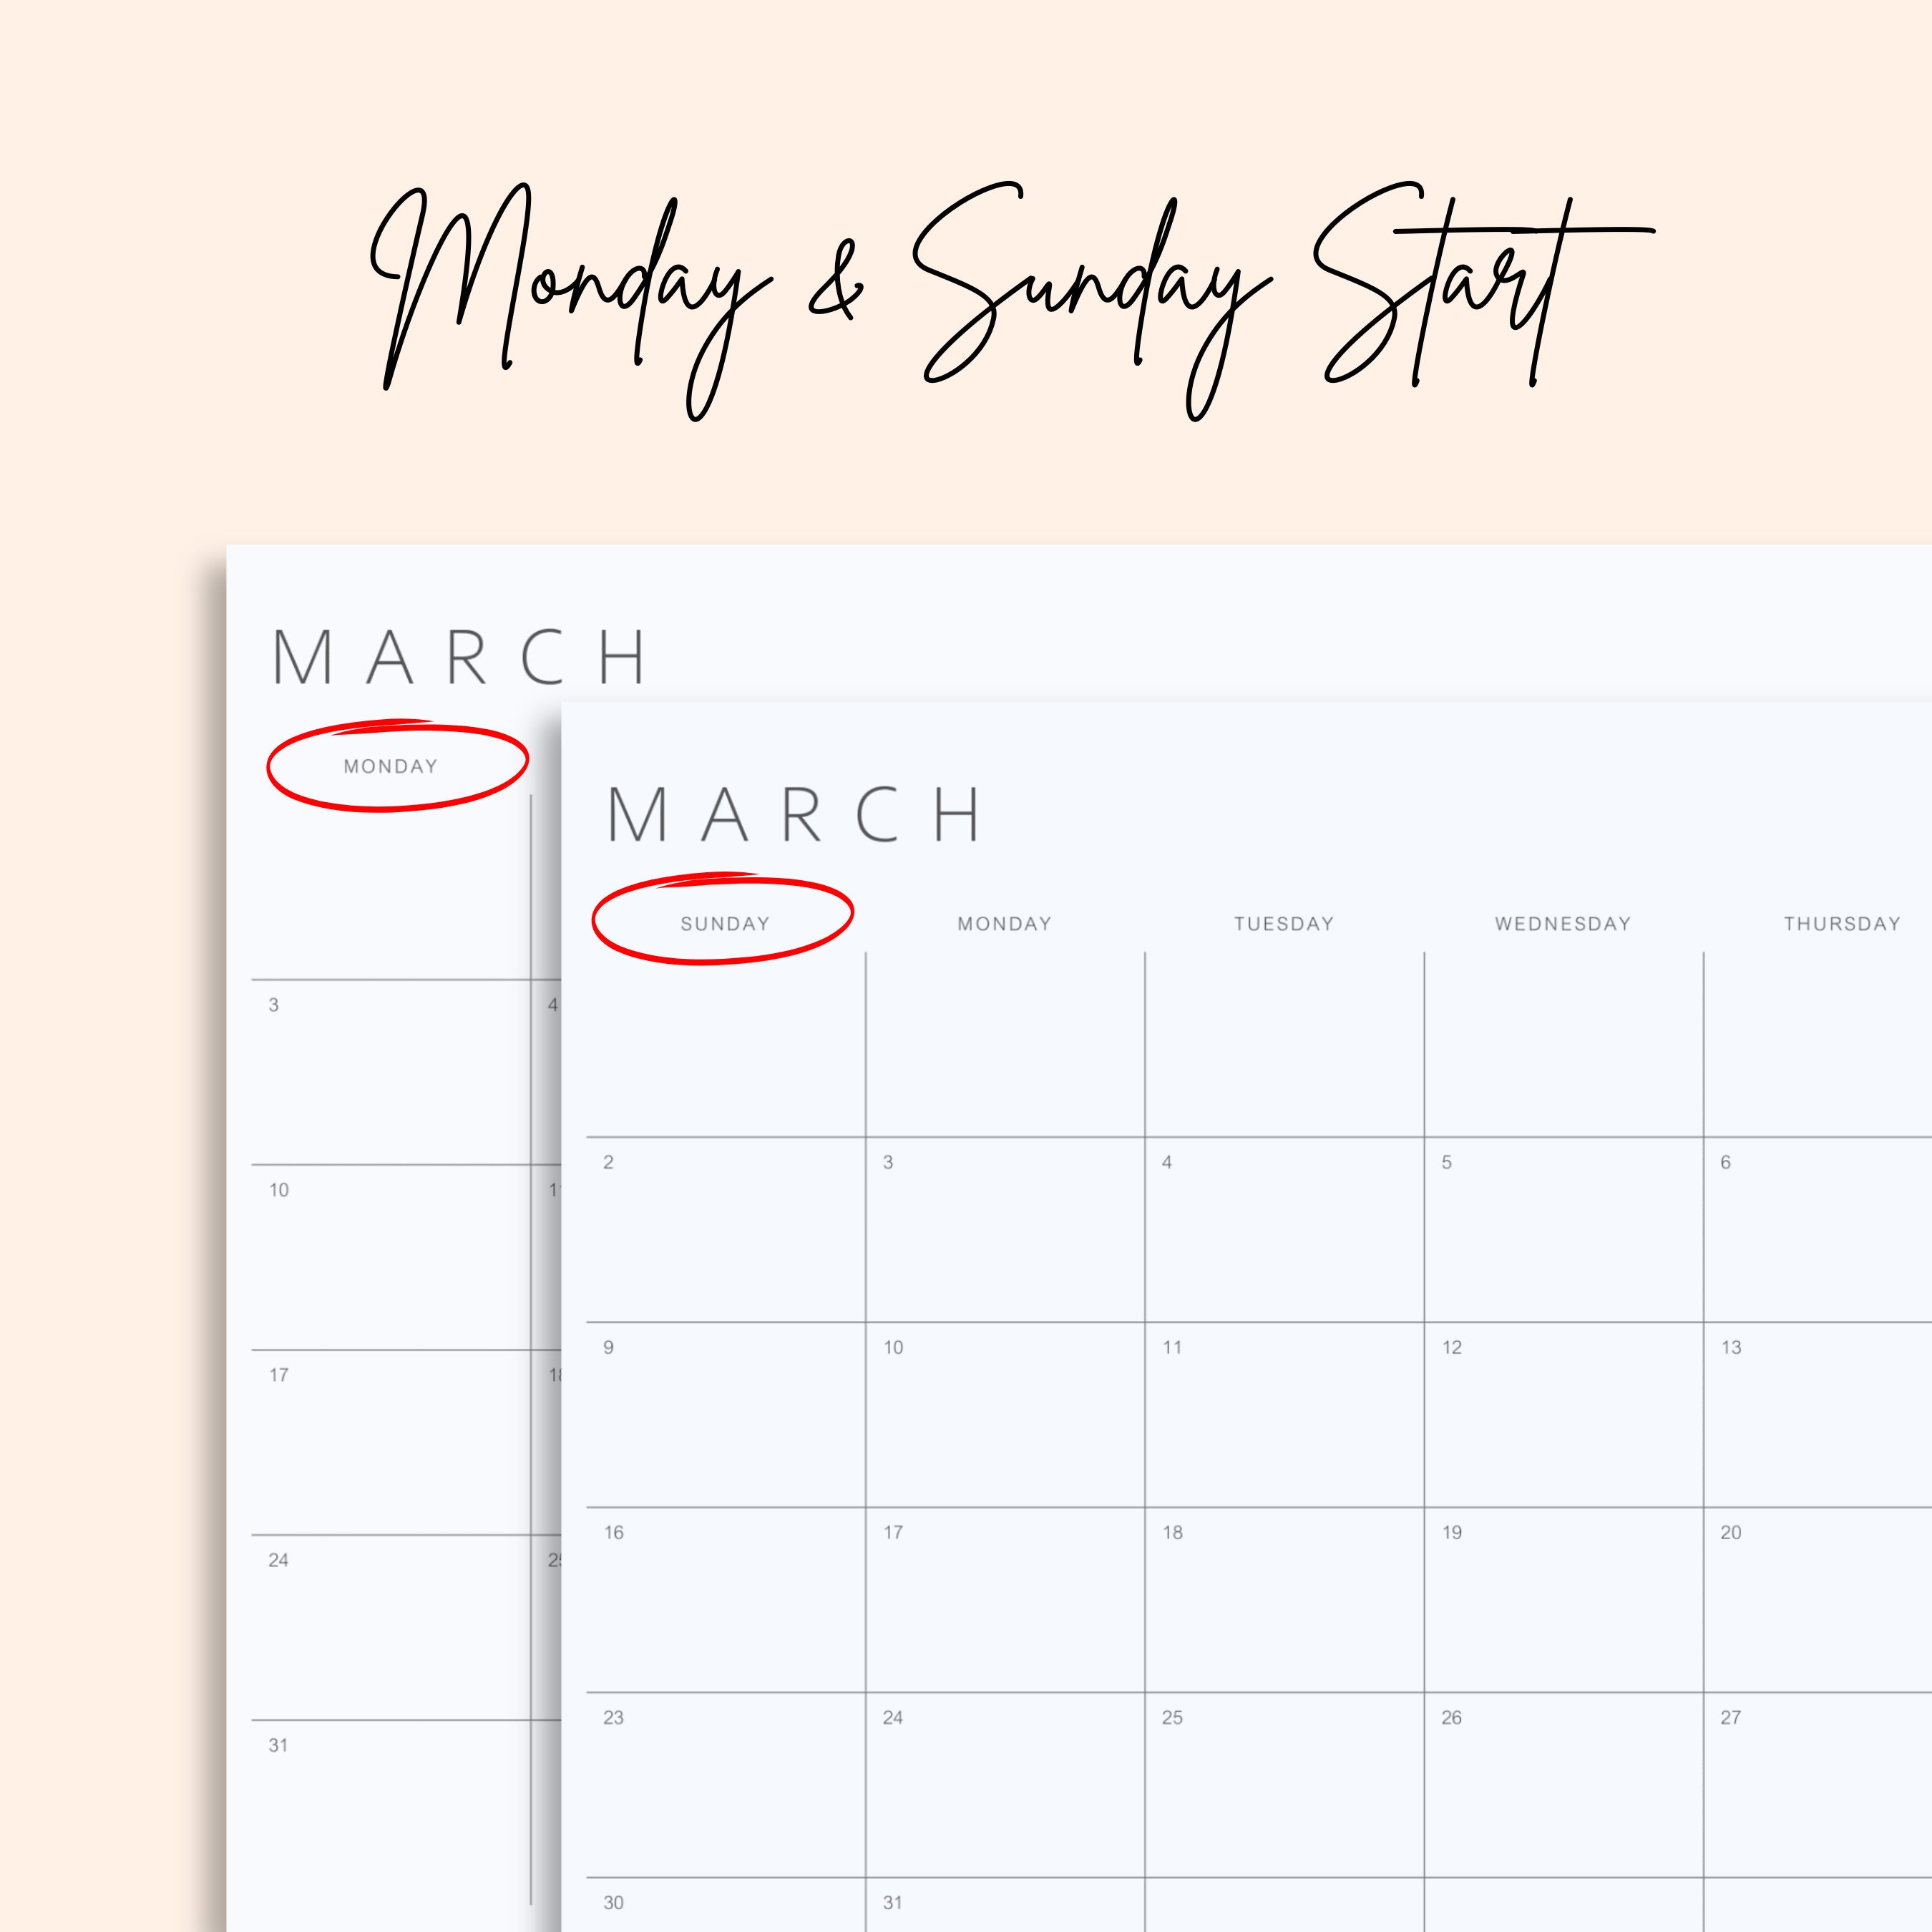 Monday & Sunday Start
MARCH
MONDAY
3
4
10
17
24
31
MARCH
SUNDAY MONDAY TUESDAY WEDNESDAY THURSDAY
2 3 4 5 6
9 10 11 12 13
16 17 18 19 20
23 24 25 26 27
30 31